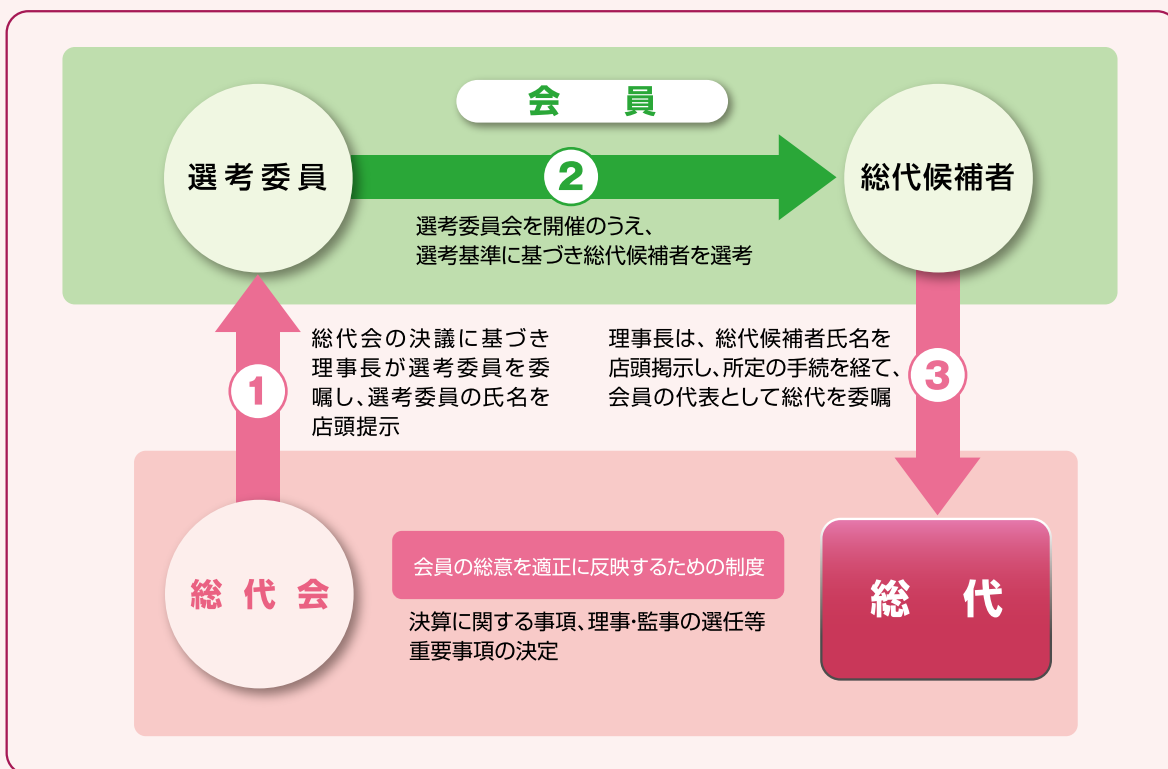 会員
選考委員
2
総代候補者
選考委員会を開催のうえ、
選考基準に基づき総代候補者を選考
1
総代会の決議に基づき
理事長が選考委員を委
嘱し、選考委員の氏名を
店頭提示
理事長は、総代候補者氏名を
店頭掲示し、所定の手続を経て、
会員の代表として総代を委嘱
3
総代会
会員の総意を適正に反映するための制度
決算に関する事項、理事・監事の選任等
重要事項の決定
総代